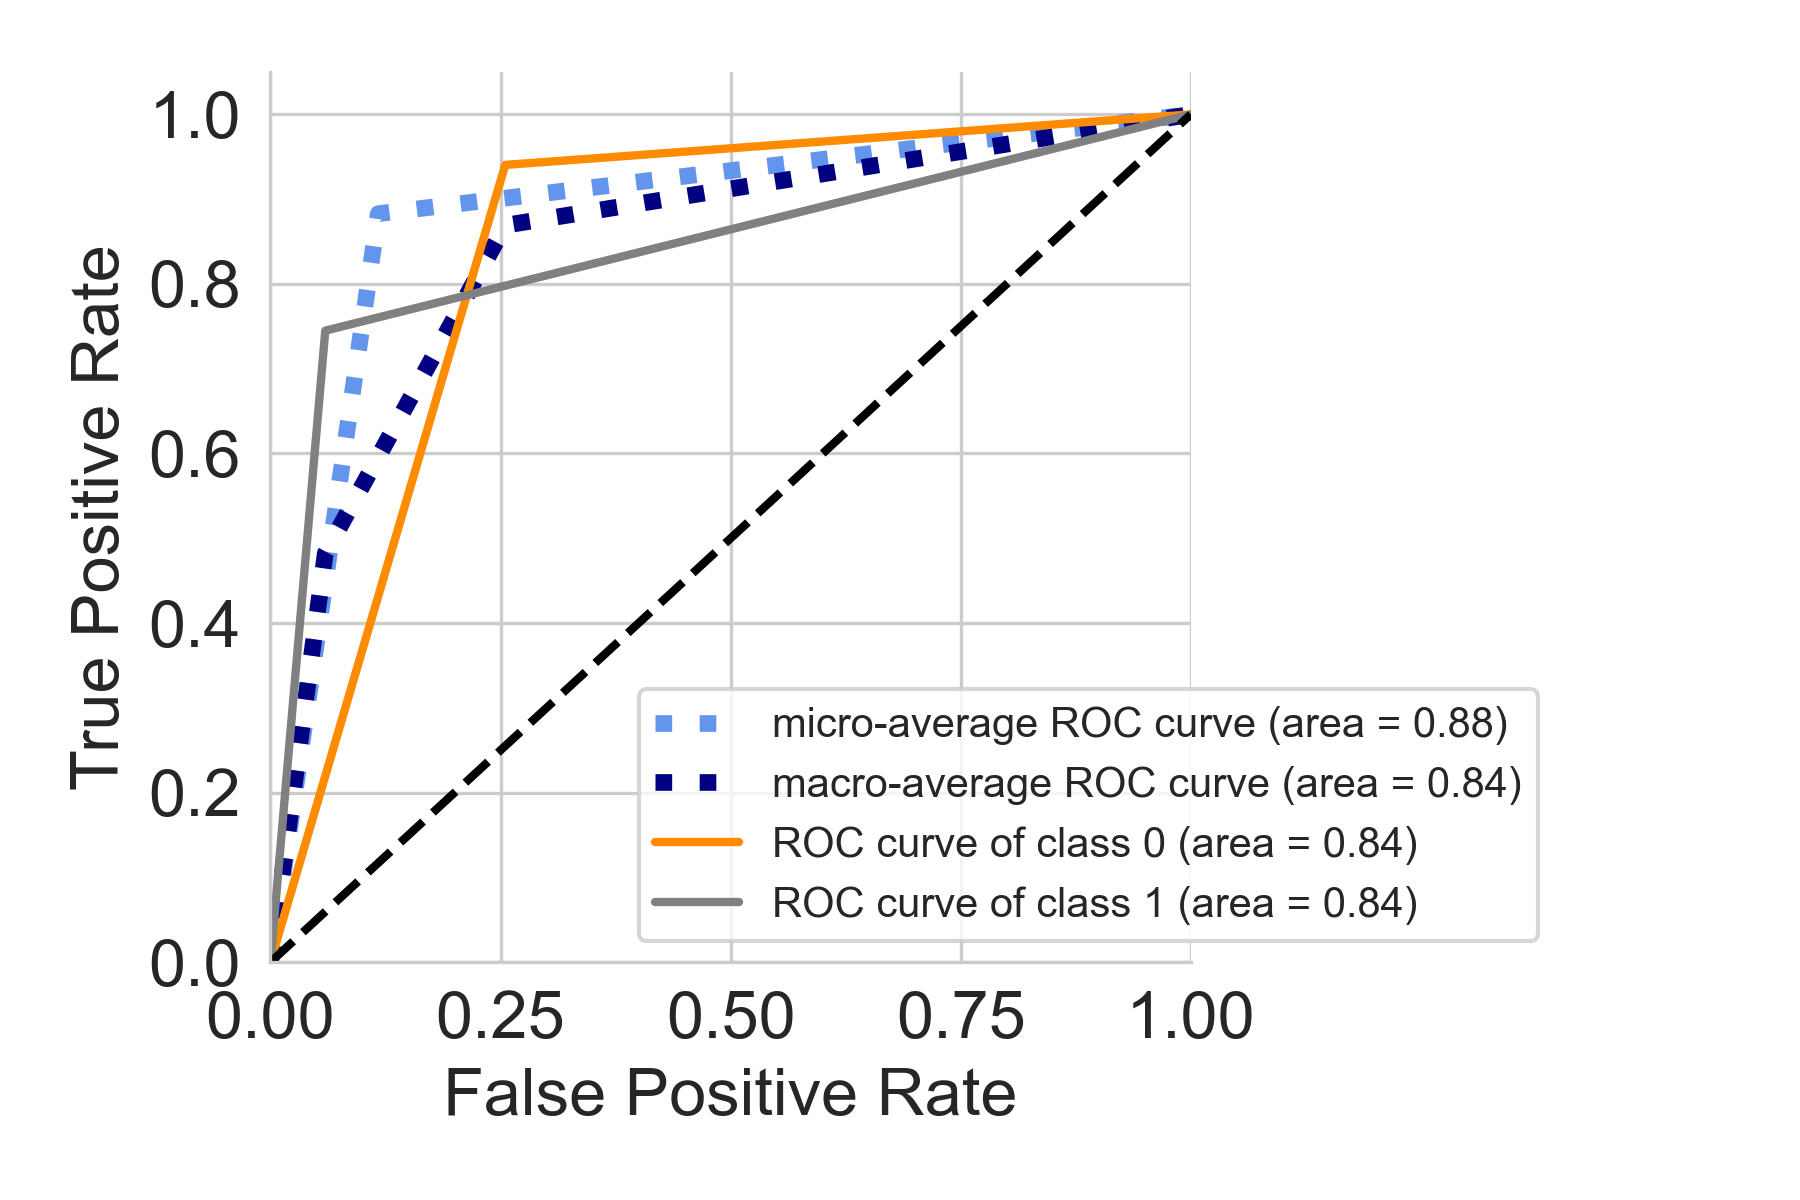 True Positive Rate
1.0
0.8
0.6
0.4
0.2
0.0
0.00 0.25 0.50 0.75 1.00
False Positive Rate
micro-average ROC curve (area = 0.88)
macro-average ROC curve (area = 0.84)
ROC curve of class 0 (area = 0.84)
ROC curve of class 1 (area = 0.84)